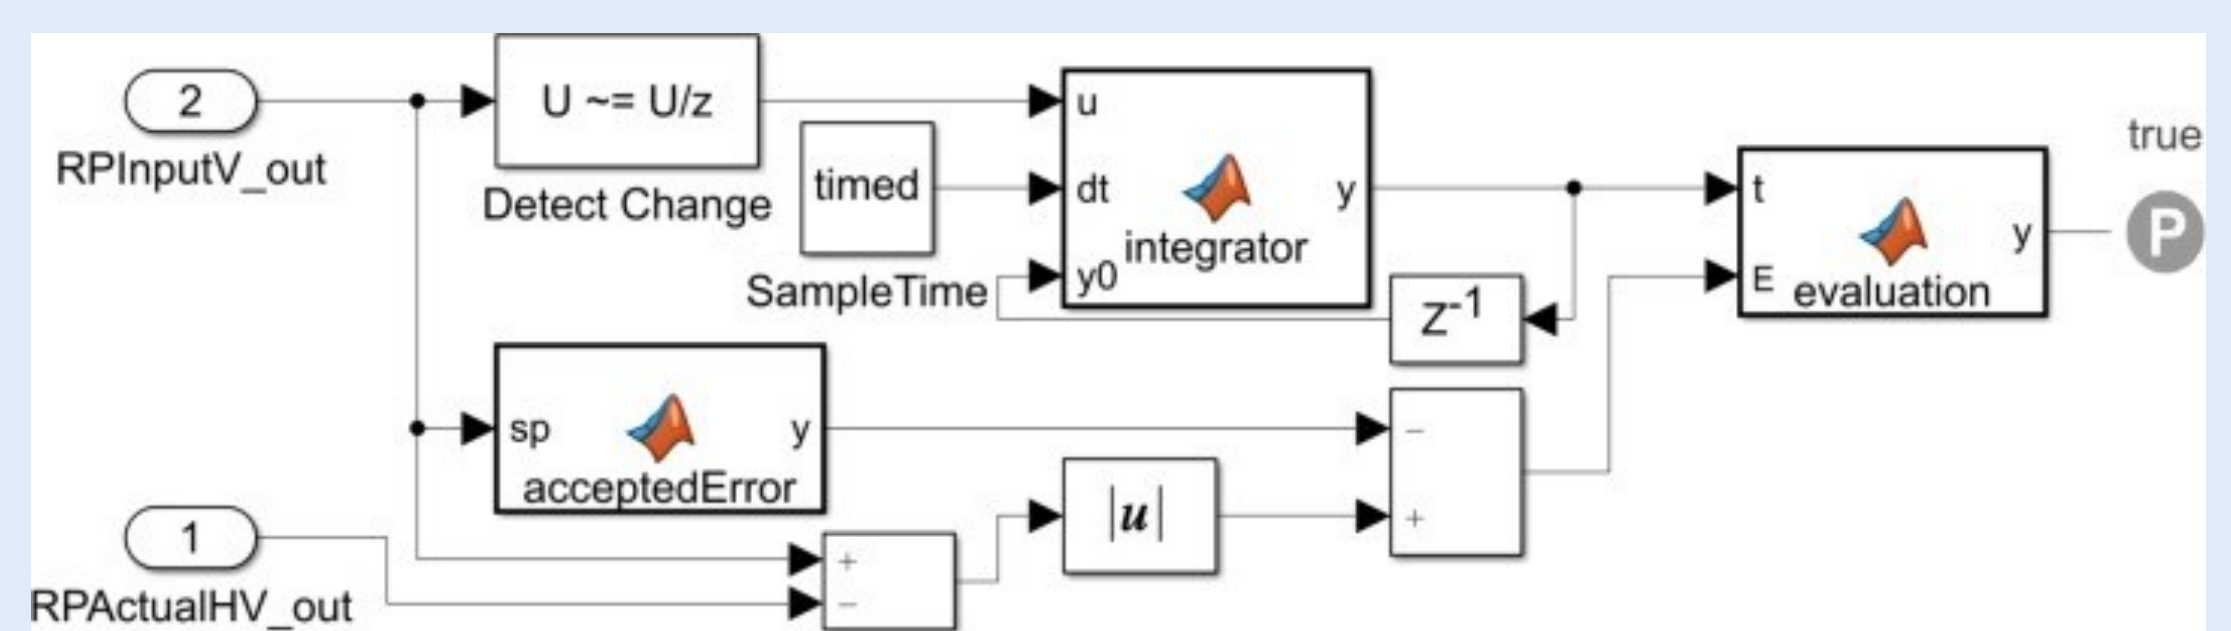 2
RPInputV_out
U ~= U/z
Detect Change
timed
SampleTime
u
dt
y0
y
integrator
z-1
t
E
y
evaluation
true
P
sp
y
acceptedError
1
RPActualHV_out
+
−
|u|
−
+